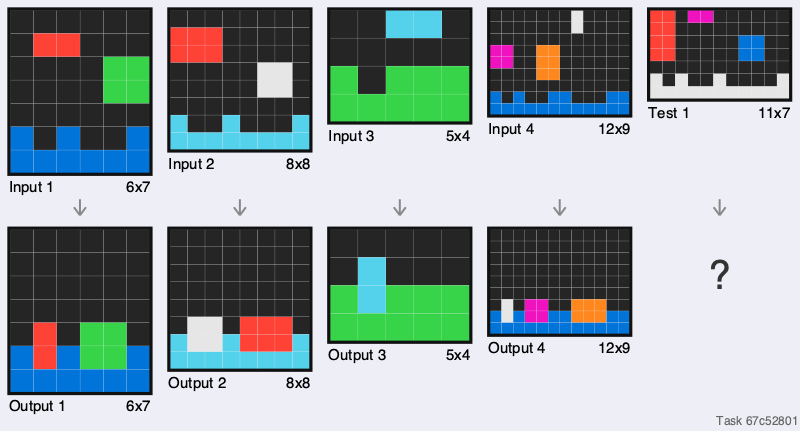 Input 1 6x7
Input 2 8x8
Input 3 5x4
Input 4 12x9
Test 1 11x7
?
Output 1 6x7
Output 2 8x8
Output 3 5x4
Output 4 12x9
Task 67c52801